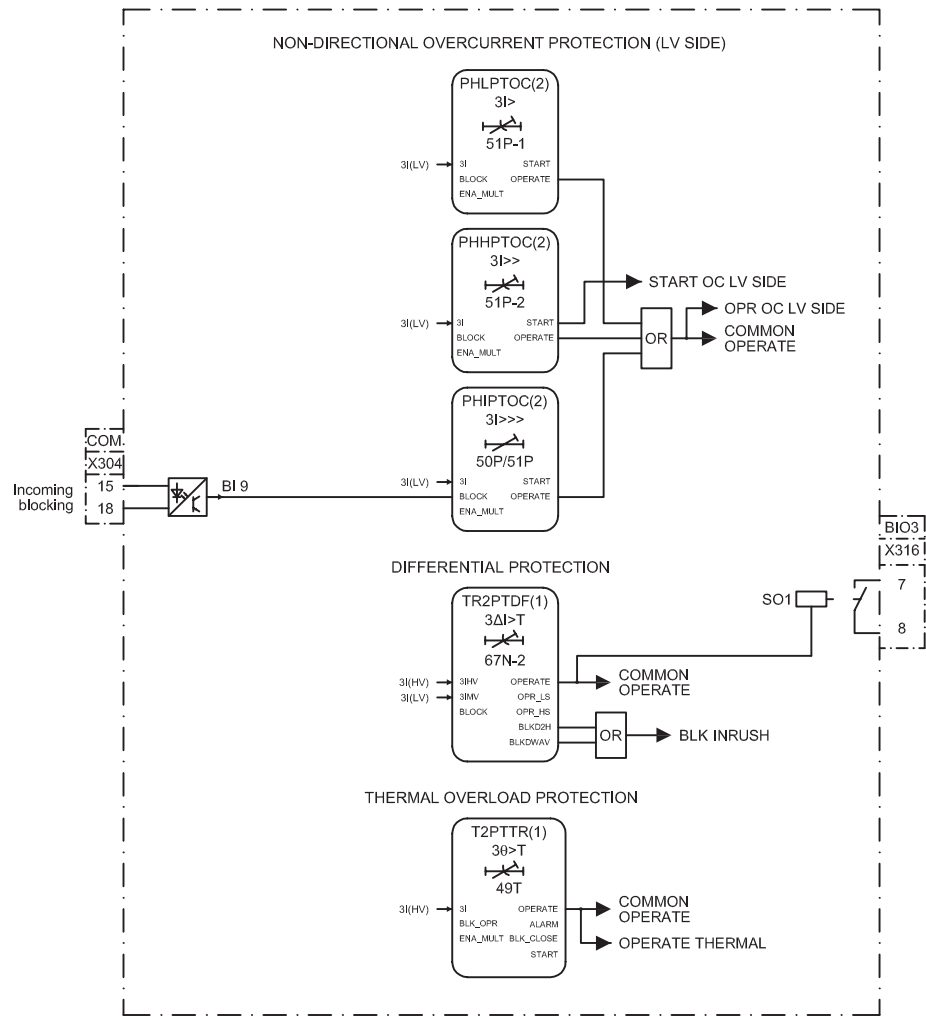 NON-DIRECTIONAL OVERCURRENT PROTECTION (LV SIDE)
PHLPTOC(2)
3I>
51P-1
3I(LV)
3I
START
BLOCK
OPERATE
ENA_MULT
PHHPTOC(2)
3I>>
51P-2
3I(LV)
3I
START
BLOCK
OPERATE
ENA_MULT
START OC LV SIDE
OR
OPR OC LV SIDE
COMMON
OPERATE
PHIPTOC(2)
3I>>>
50P/51P
3I(LV)
3I
START
BLOCK
OPERATE
ENA_MULT
COM
X304
Incoming
blocking
15
18
BI 9
BIO3
X316
7
8
SO1
DIFFERENTIAL PROTECTION
TR2PTDF(1)
3ΔI>T
67N-2
3I(HV)
3IHV
OPERATE
3I(LV)
3IMV
OPR_LS
BLOCK
OPR_HS
BLKD2H
BLKDWAV
COMMON
OPERATE
OR
BLK INRUSH
THERMAL OVERLOAD PROTECTION
T2PTTR(1)
3θ>T
49T
3I(HV)
3I
OPERATE
BLK_OPR
ALARM
ENA_MULT
BLK_CLOSE
START
COMMON
OPERATE
OPERATE THERMAL